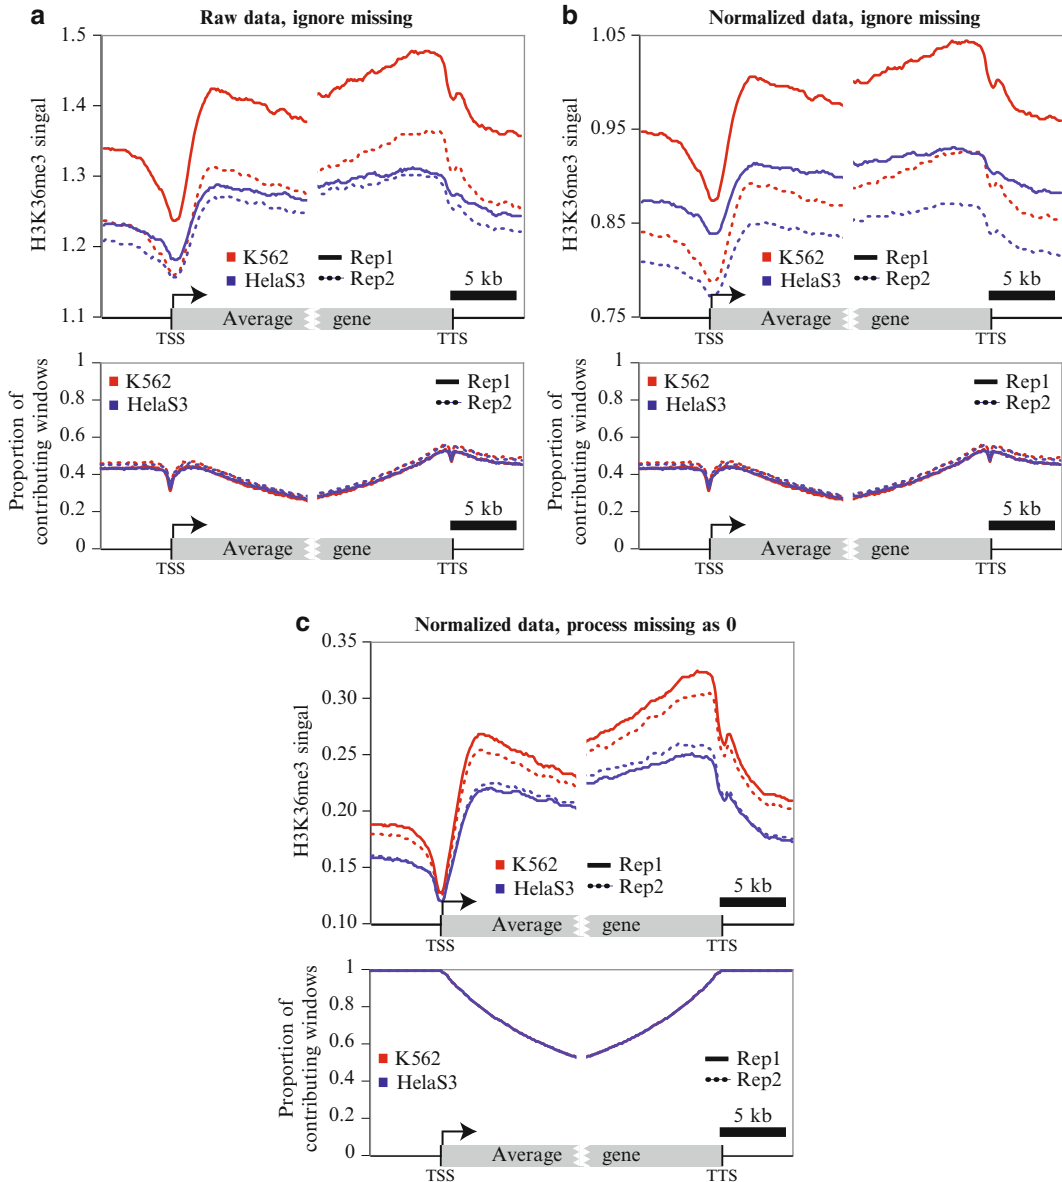 a
Raw data, ignore missing
H3K36me3 singal
1.5
1.4
1.3
1.2
1.1
K562
HelaS3
Rep1
Rep2
5 kb
Average gene
TSS
TTS
Proportion of
contributing windows
1
0.8
0.6
0.4
0.2
0
K562
HelaS3
Rep1
Rep2
5 kb
Average gene
TSS
TTS
b
Normalized data, ignore missing
H3K36me3 singal
1.05
0.95
0.85
0.75
K562
HelaS3
Rep1
Rep2
5 kb
Average gene
TSS
TTS
Proportion of
contributing windows
1
0.8
0.6
0.4
0.2
0
K562
HelaS3
Rep1
Rep2
5 kb
Average gene
TSS
TTS
c
Normalized data, process missing as 0
H3K36me3 singal
0.35
0.30
0.25
0.20
0.15
0.10
K562
HelaS3
Rep1
Rep2
5 kb
Average gene
TSS
TTS
Proportion of
contributing windows
1
0.8
0.6
0.4
0.2
0
K562
HelaS3
Rep1
Rep2
5 kb
Average gene
TSS
TTS